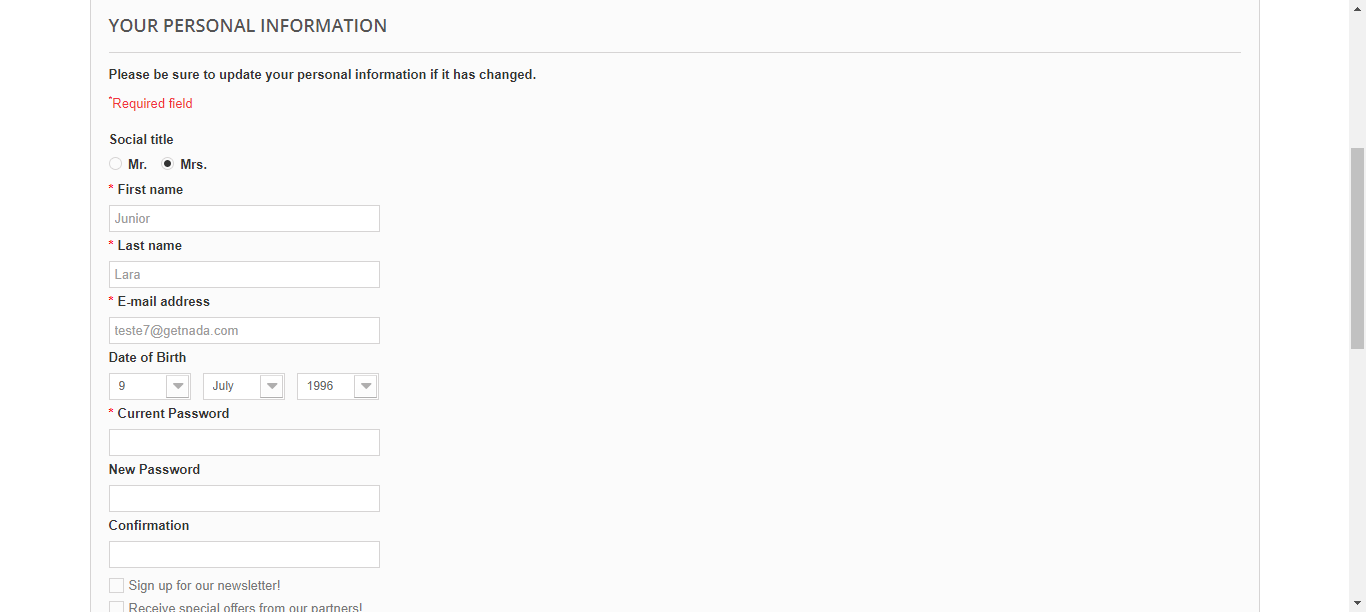 YOUR PERSONAL INFORMATION
Please be sure to update your personal information if it has changed.
*Required field
Social title
Mr. Mrs.
* First name
Junior
* Last name
Lara
* E-mail address
teste7@getnada.com
Date of Birth
9 July 1996
* Current Password
New Password
Confirmation
Sign up for our newsletter!
Receive special offers from our partners!